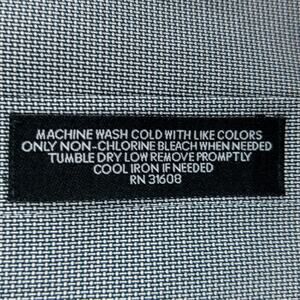 MACHINE WASH COLD WITH LIKE COLORS
ONLY NON-CHLORINE BLEACH WHEN NEEDED
TUMBLE DRY LOW REMOVE PROMPTLY
COOL IRON IF NEEDED
RN 31608